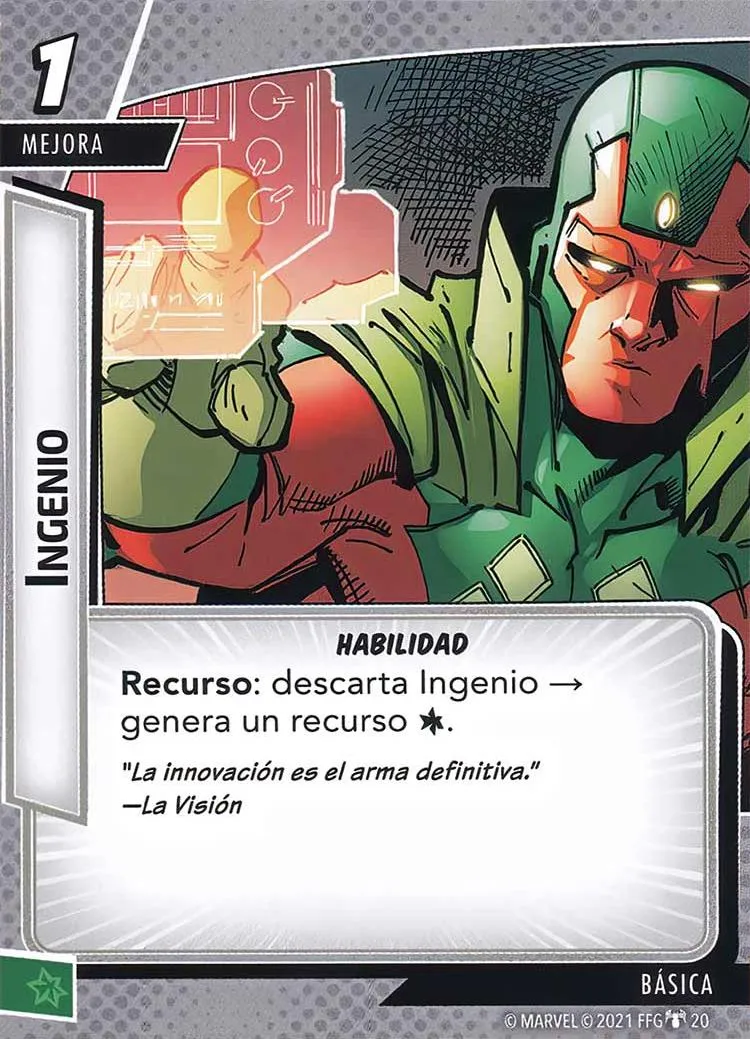 1
MEJORA
INGENIO
HABILIDAD
Recurso: descarta Ingenio →
genera un recurso ✶.
"La innovación es el arma definitiva."
—La Visión
BÁSICA
© MARVEL © 2021 FFG 20